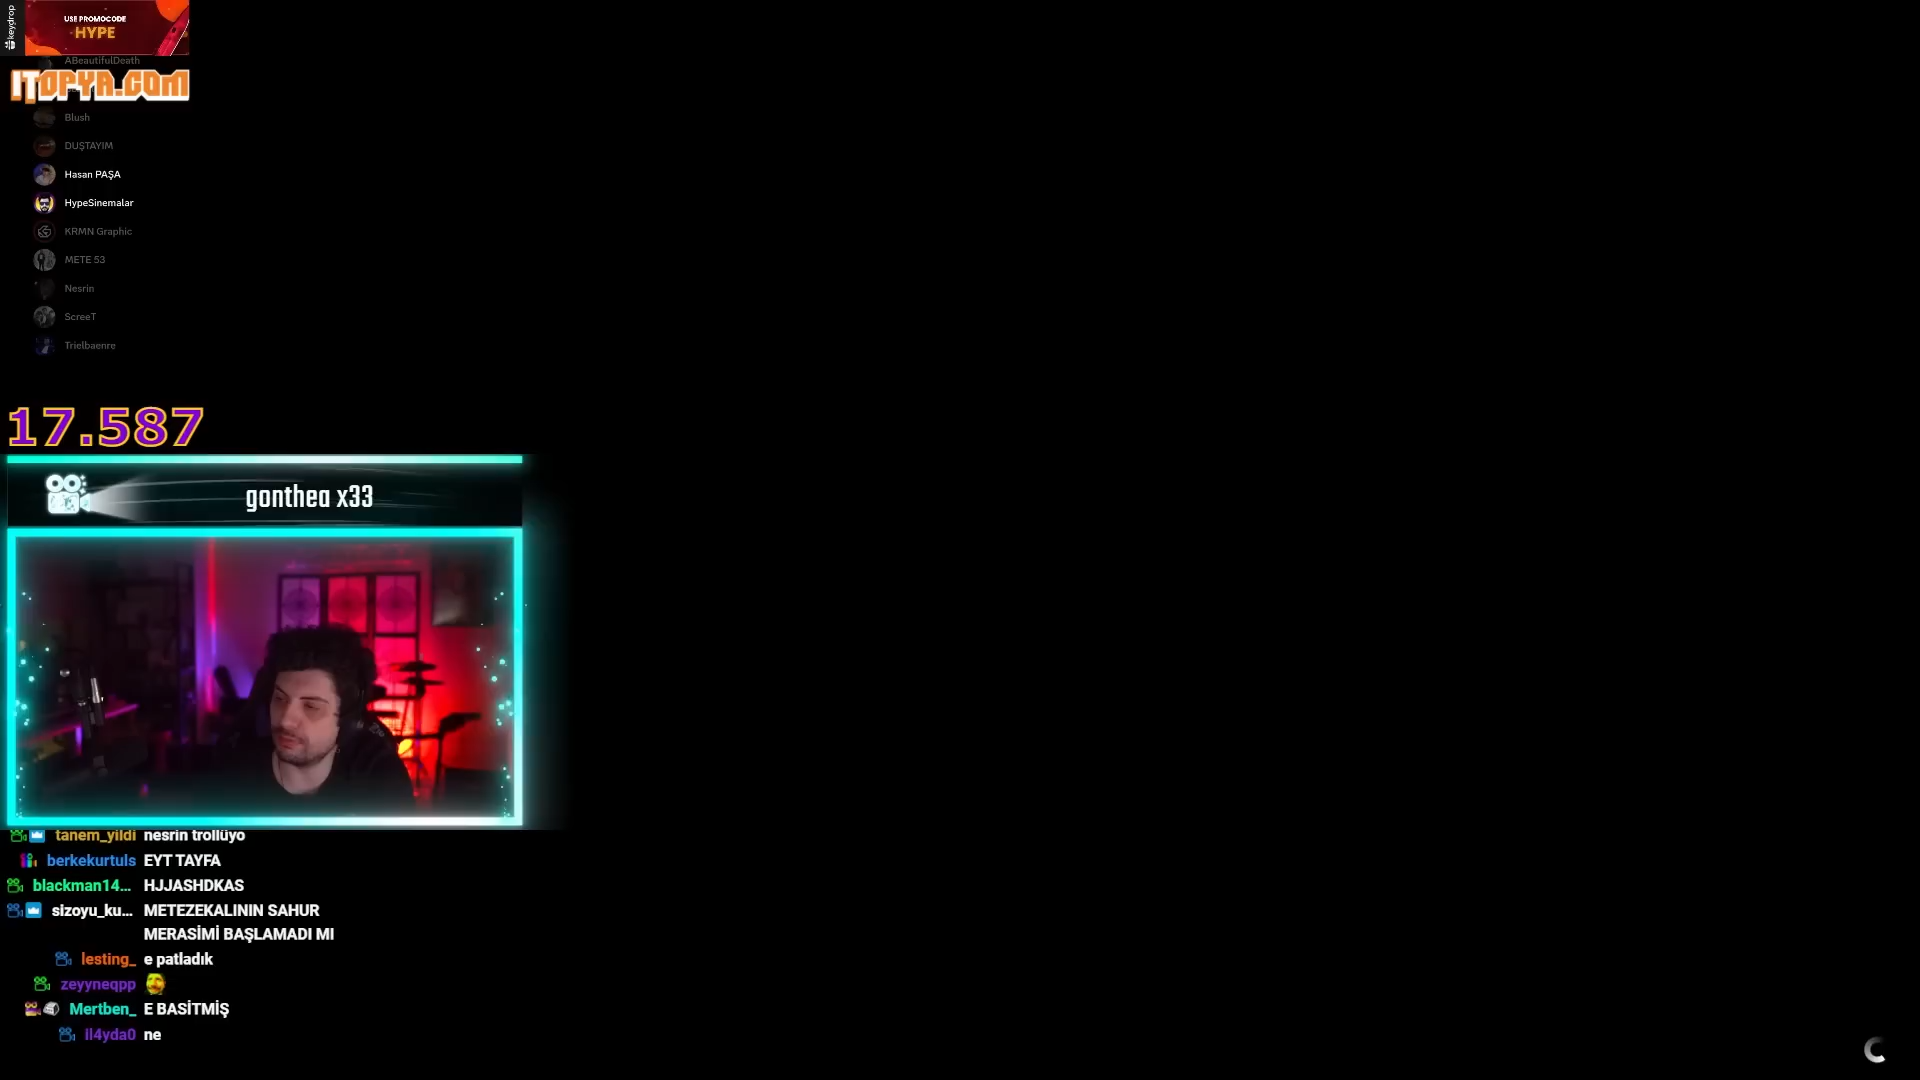 keydrop
USE PROMOCODE
HYPE
ABeautifulDeath
ITOPYA.COM
Blush
DUŞTAYIM
Hasan PAŞA
HypeSinemalar
KRMN Graphic
METE 53
Nesrin
ScreeT
Trielbaenre
17.587
gonthea x33
tanem_yildi nesrin trollüyo
berkekurtuls EYT TAYFA
blackman14... HJJASHDKAS
sizoyu_ku... METEZEKALININ SAHUR
MERASİMİ BAŞLAMADI MI
lesting_ e patladık
zeyyneqpp
Mertben_ E BASİTMİŞ
il4yda0 ne